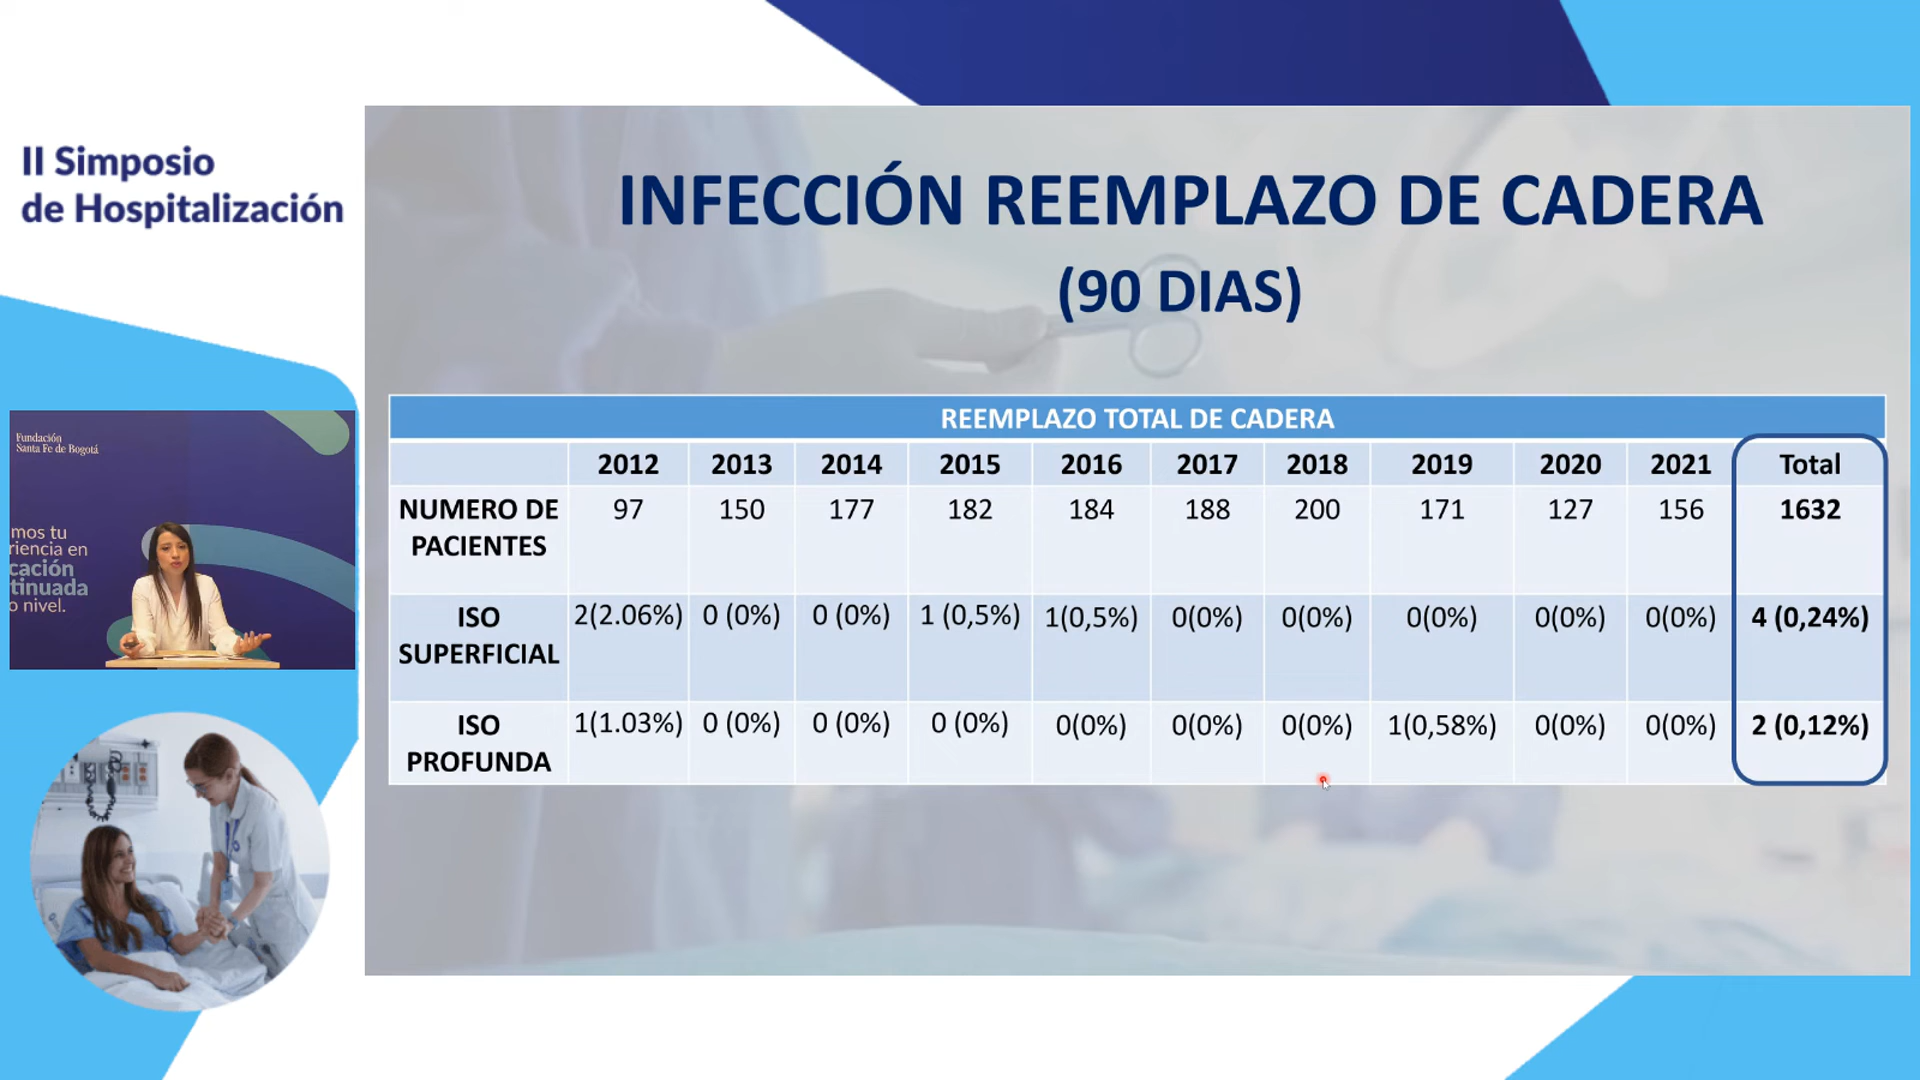 II Simposio
de Hospitalización
INFECCIÓN REEMPLAZO DE CADERA
(90 DIAS)
Fundación
Santa Fe de Bogotá
mos tu
riencia en
cación
tinuada
o nivel.
REEMPLAZO TOTAL DE CADERA
2012 2013 2014 2015 2016 2017 2018 2019 2020 2021 Total
NUMERO DE PACIENTES 97 150 177 182 184 188 200 171 127 156 1632
ISO SUPERFICIAL 2(2.06%) 0 (0%) 0 (0%) 1 (0,5%) 1(0,5%) 0(0%) 0(0%) 0(0%) 0(0%) 0(0%) 4 (0,24%)
ISO PROFUNDA 1(1.03%) 0 (0%) 0 (0%) 0 (0%) 0(0%) 0(0%) 0(0%) 1(0,58%) 0(0%) 0(0%) 2 (0,12%)